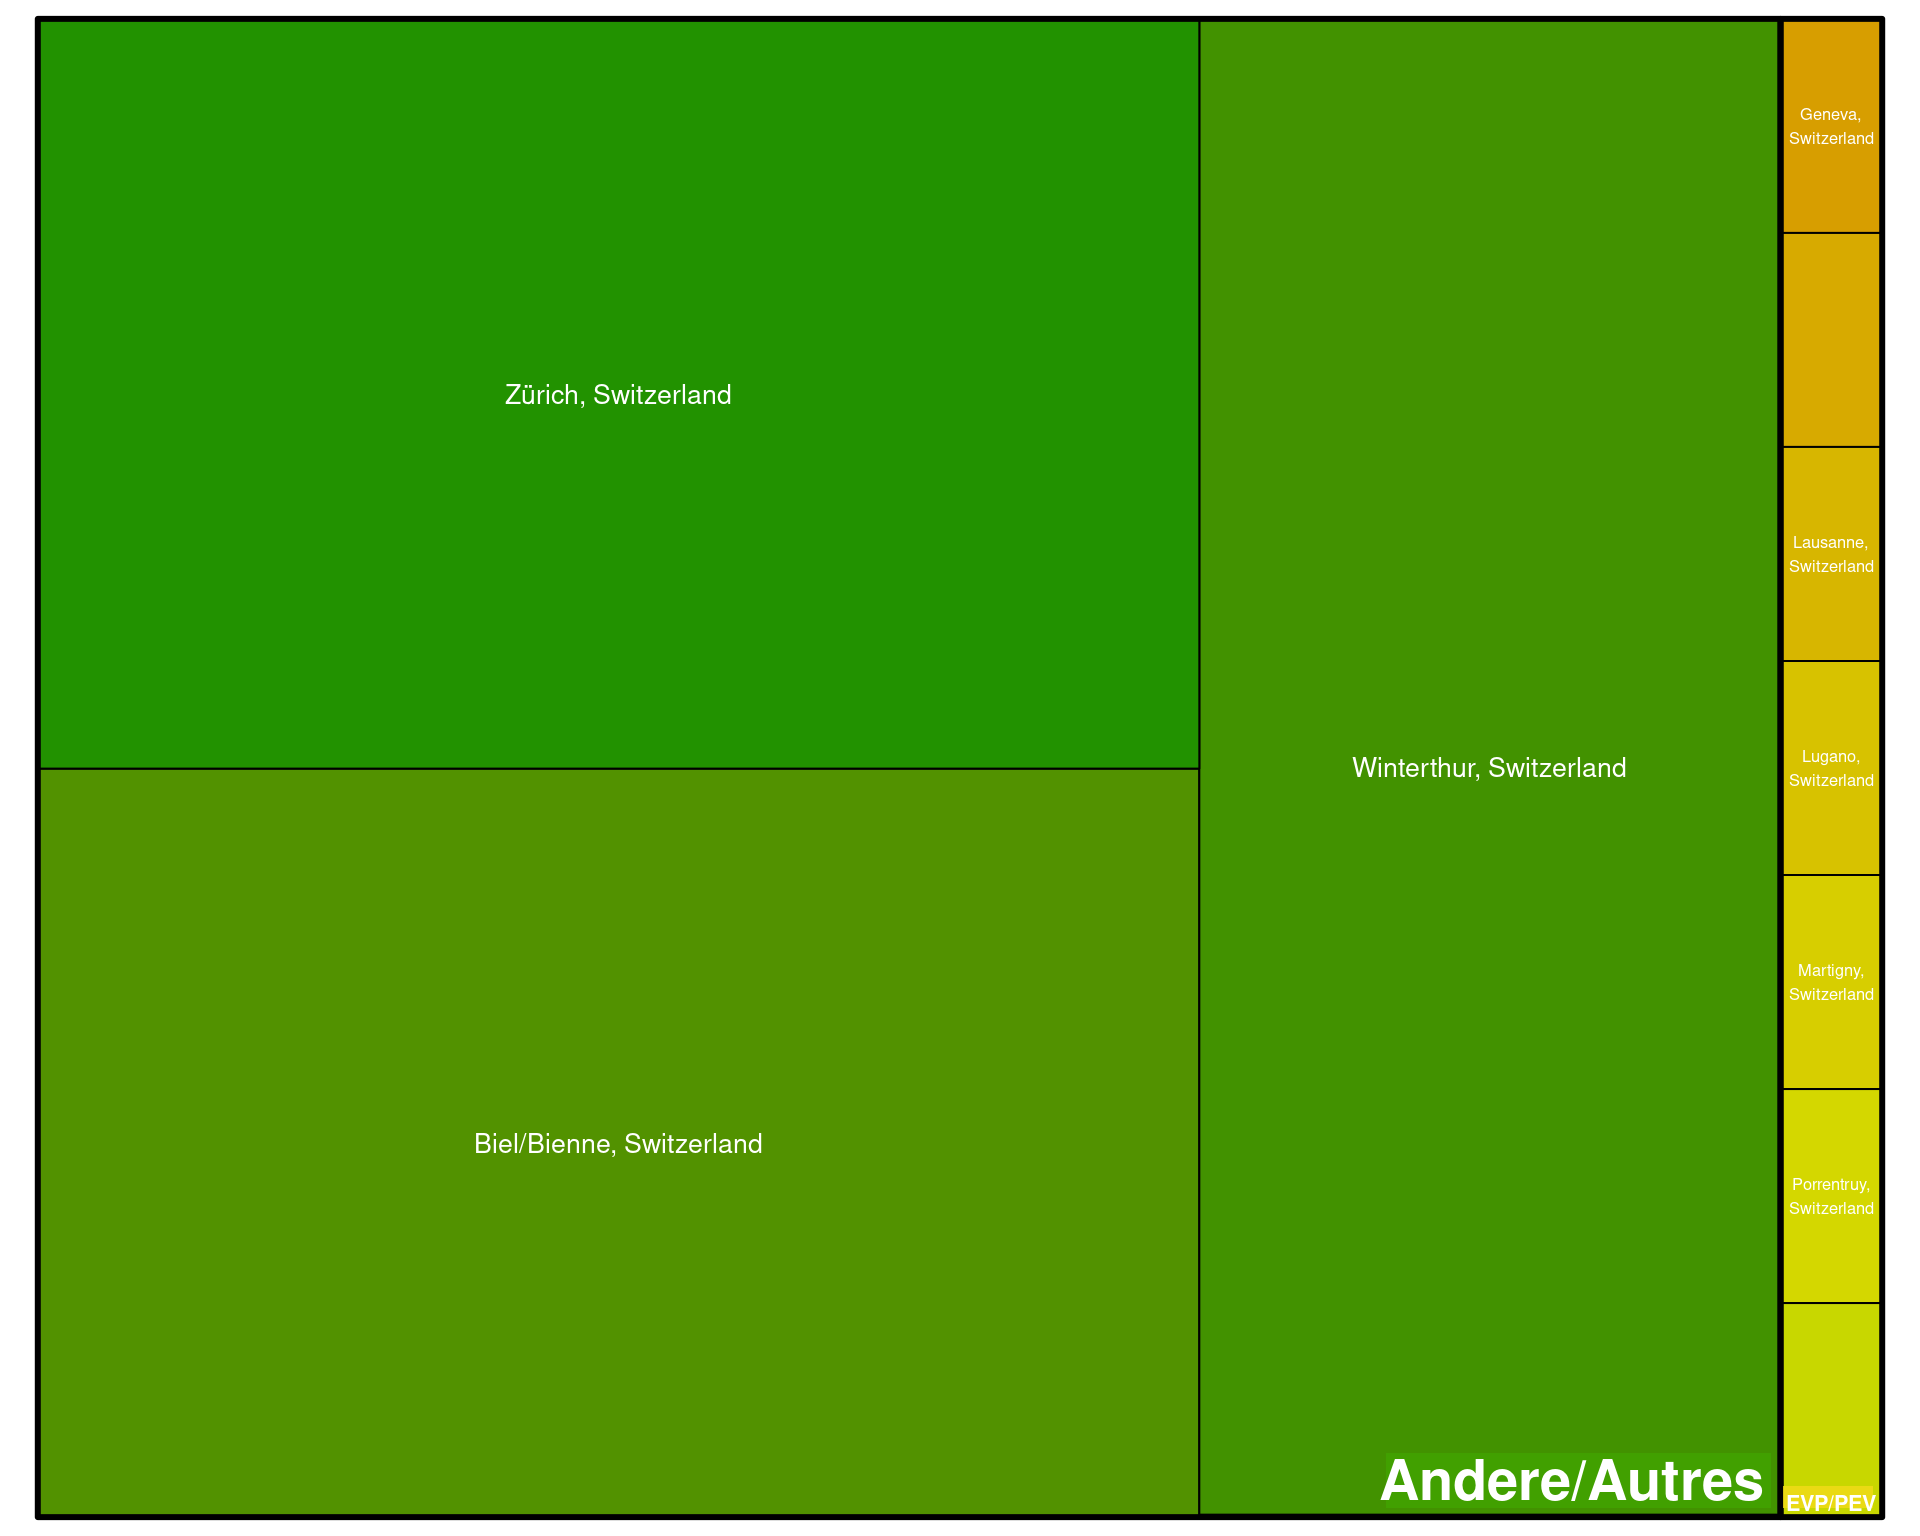 Zürich, Switzerland
Biel/Bienne, Switzerland
Winterthur, Switzerland
Andere/Autres
Geneva,
Switzerland
Lausanne,
Switzerland
Lugano,
Switzerland
Martigny,
Switzerland
Porrentruy,
Switzerland
EVP/PEV